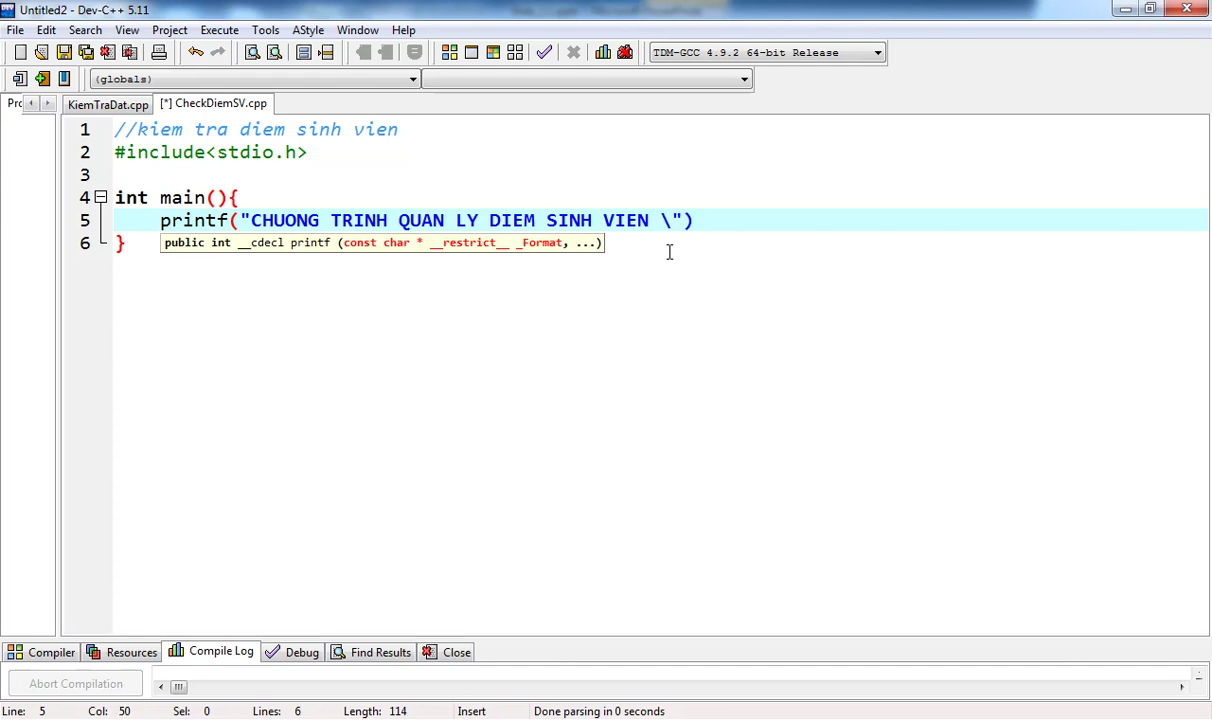 Untitled2 - Dev-C++ 5.11
File Edit Search View Project Execute Tools AStyle Window Help
TDM-GCC 4.9.2 64-bit Release
(globals)
Prc KiemTraDat.cpp [*] CheckDiemSV.cpp
1 //kiem tra diem sinh vien
2 #include<stdio.h>
3
4 int main(){
5 printf("CHUONG TRINH QUAN LY DIEM SINH VIEN \")
6 }
public int __cdecl printf (const char * __restrict__ _Format, ...)
Compiler Resources Compile Log Debug Find Results Close
Abort Compilation
Line: 5 Col: 50 Sel: 0 Lines: 6 Length: 114 Insert Done parsing in 0 seconds